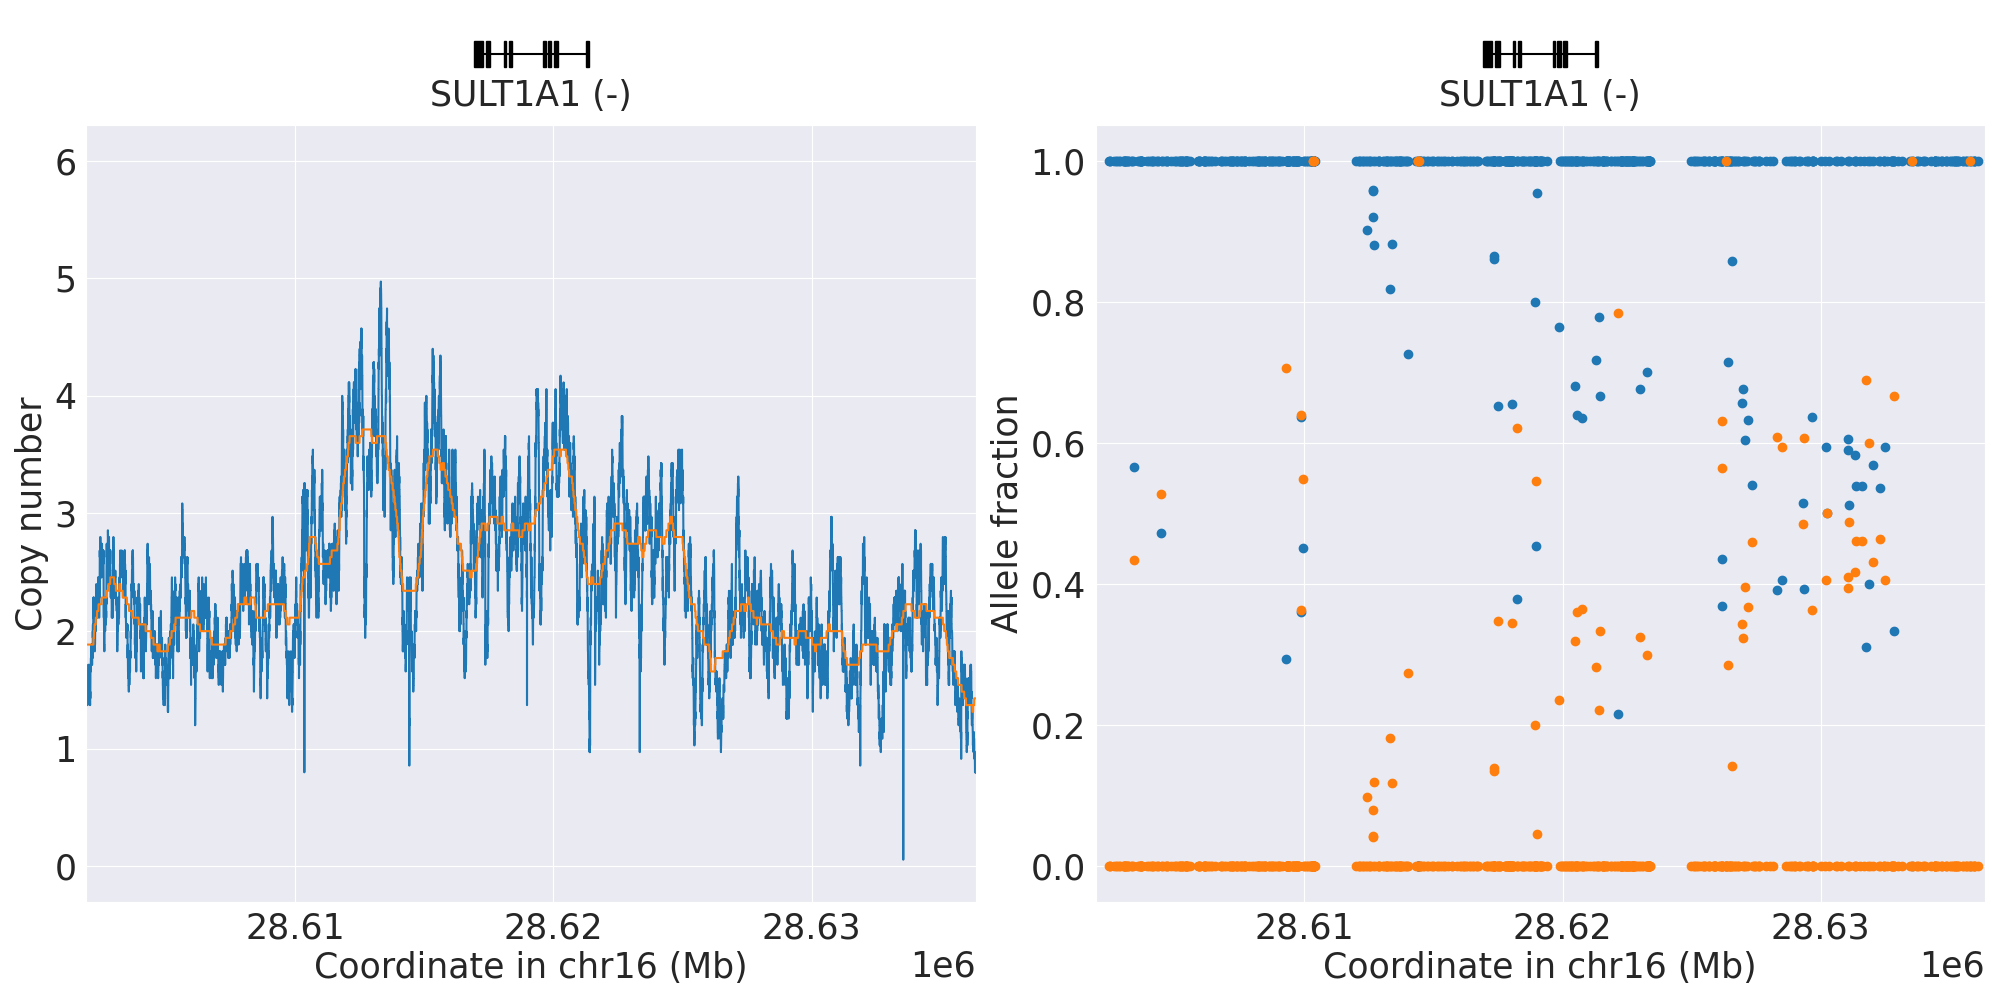 SULT1A1 (-)
6
5
4
3
2
1
0
Copy number
28.61
28.62
28.63
Coordinate in chr16 (Mb)
1e6
SULT1A1 (-)
1.0
0.8
0.6
0.4
0.2
0.0
Allele fraction
28.61
28.62
28.63
Coordinate in chr16 (Mb)
1e6